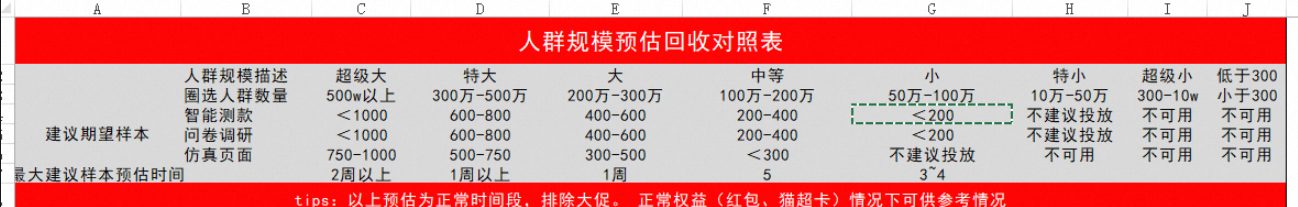 A B C D E F G H I J
人群规模预估回收对照表
人群规模描述 超级大 特大 大 中等 小 特小 超级小 低于300
圈选人群数量 500w以上 300万-500万 200万-300万 100万-200万 50万-100万 10万-50万 300-10w 小于300
智能测款 <1000 600-800 400-600 200-400 <200 不建议投放 不可用 不可用
建议期望样本 问卷调研 <1000 600-800 400-600 200-400 <200 不建议投放 不可用 不可用
仿真页面 750-1000 500-750 300-500 <300 不建议投放 不可用 不可用 不可用
最大建议样本预估时间 2周以上 1周以上 1周 5 3~4
tips: 以上预估为正常时间段，排除大促。 正常权益（红包、猫超卡）情况下可供参考情况